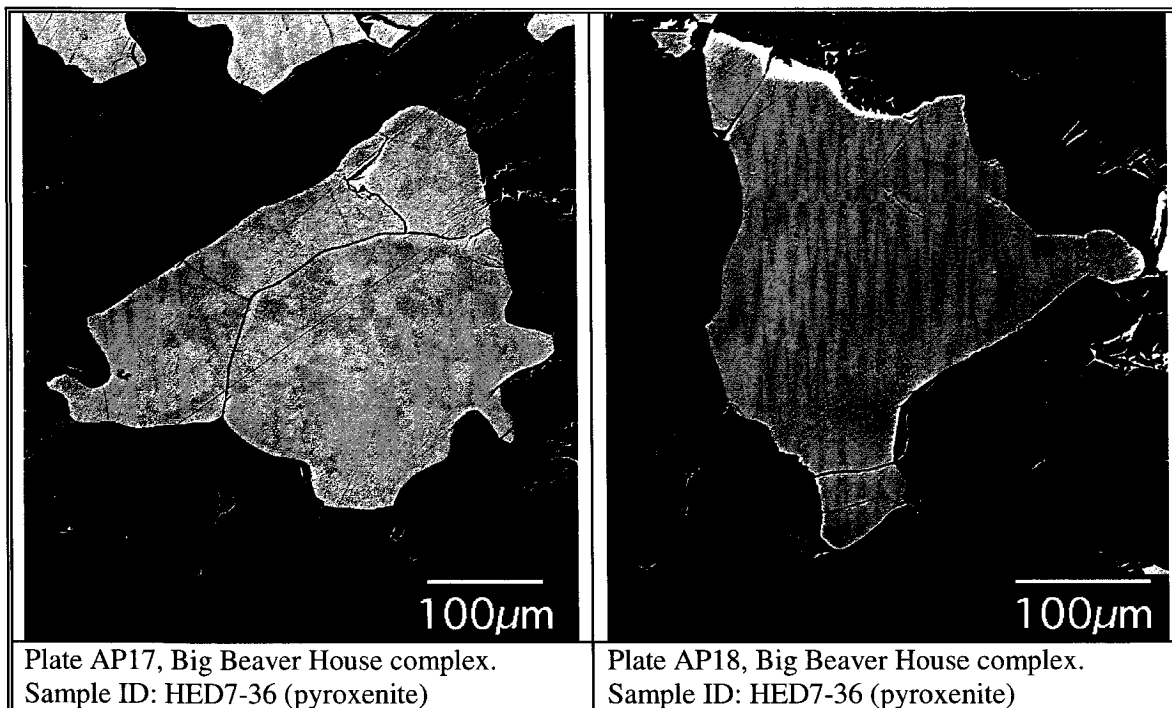 100µm
100µm
Plate AP17, Big Beaver House complex.
Sample ID: HED7-36 (pyroxenite)
Plate AP18, Big Beaver House complex.
Sample ID: HED7-36 (pyroxenite)